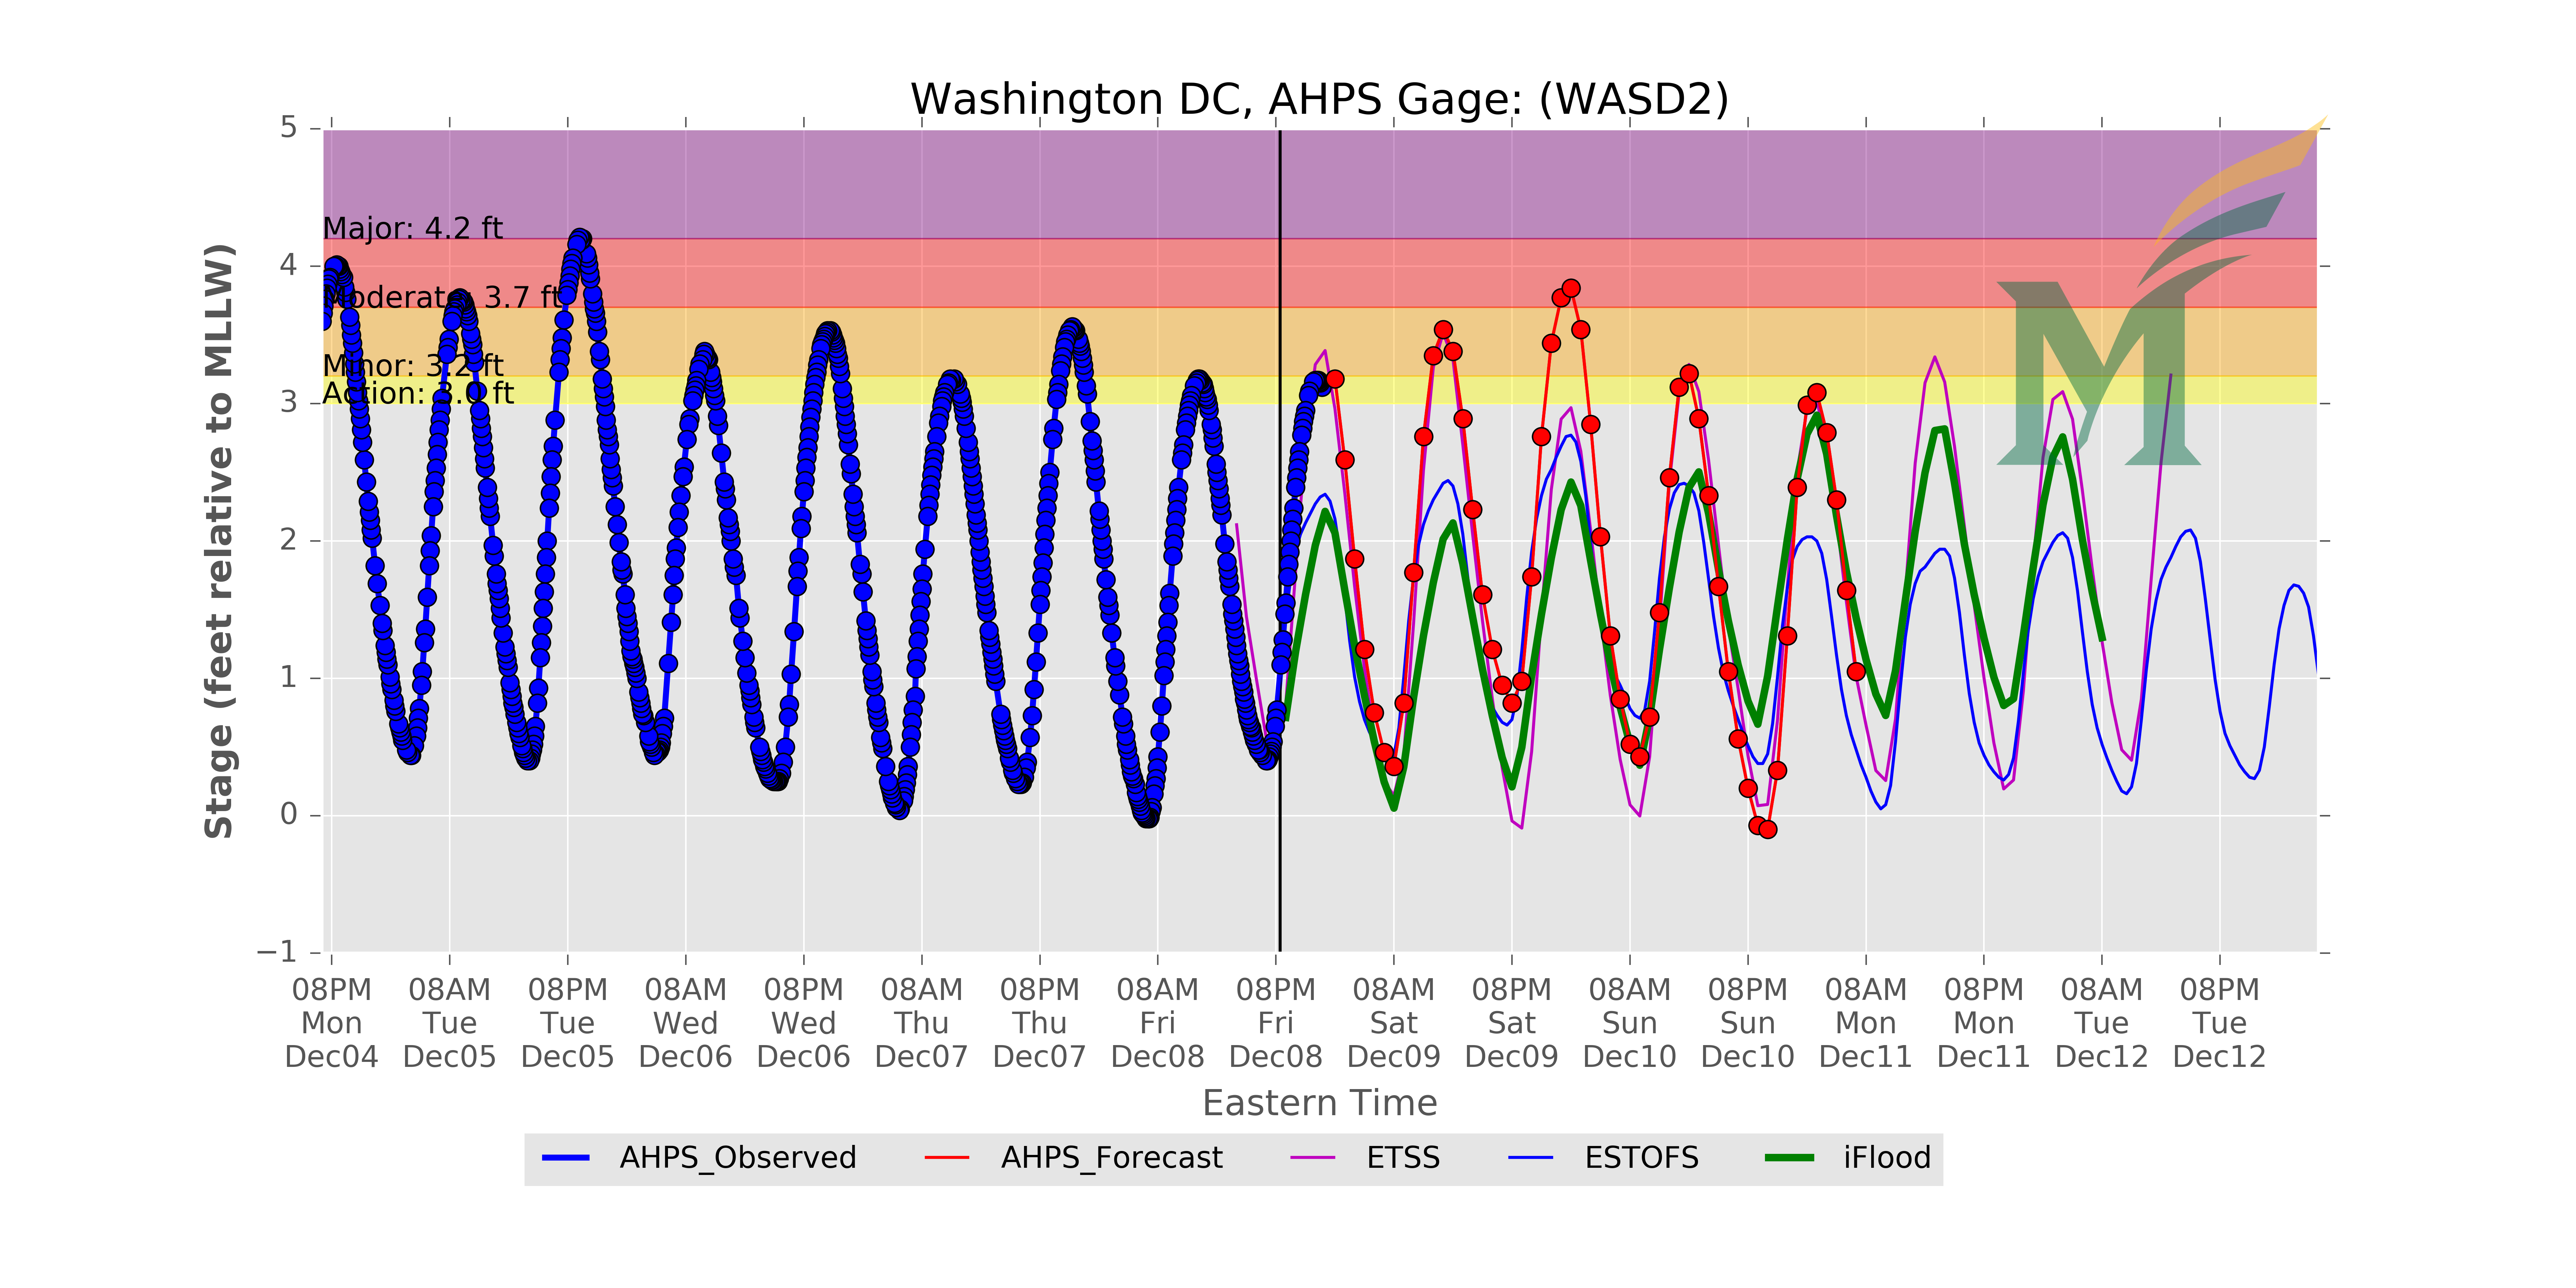 Washington DC, AHPS Gage: (WASD2)
Stage (feet relative to MLLW)
5
4
3
2
1
0
−1
Major: 4.2 ft
Moderate: 3.7 ft
Minor: 3.2 ft
Action: 3.0 ft
M
08PM 08AM 08PM 08AM 08PM 08AM 08PM 08AM 08PM 08AM 08PM 08AM 08PM 08AM 08PM 08AM 08PM
Mon Tue Tue Wed Wed Thu Thu Fri Fri Sat Sat Sun Sun Mon Mon Tue Tue
Dec04 Dec05 Dec05 Dec06 Dec06 Dec07 Dec07 Dec08 Dec08 Dec09 Dec09 Dec10 Dec10 Dec11 Dec11 Dec12 Dec12
Eastern Time
AHPS_Observed AHPS_Forecast ETSS ESTOFS iFlood